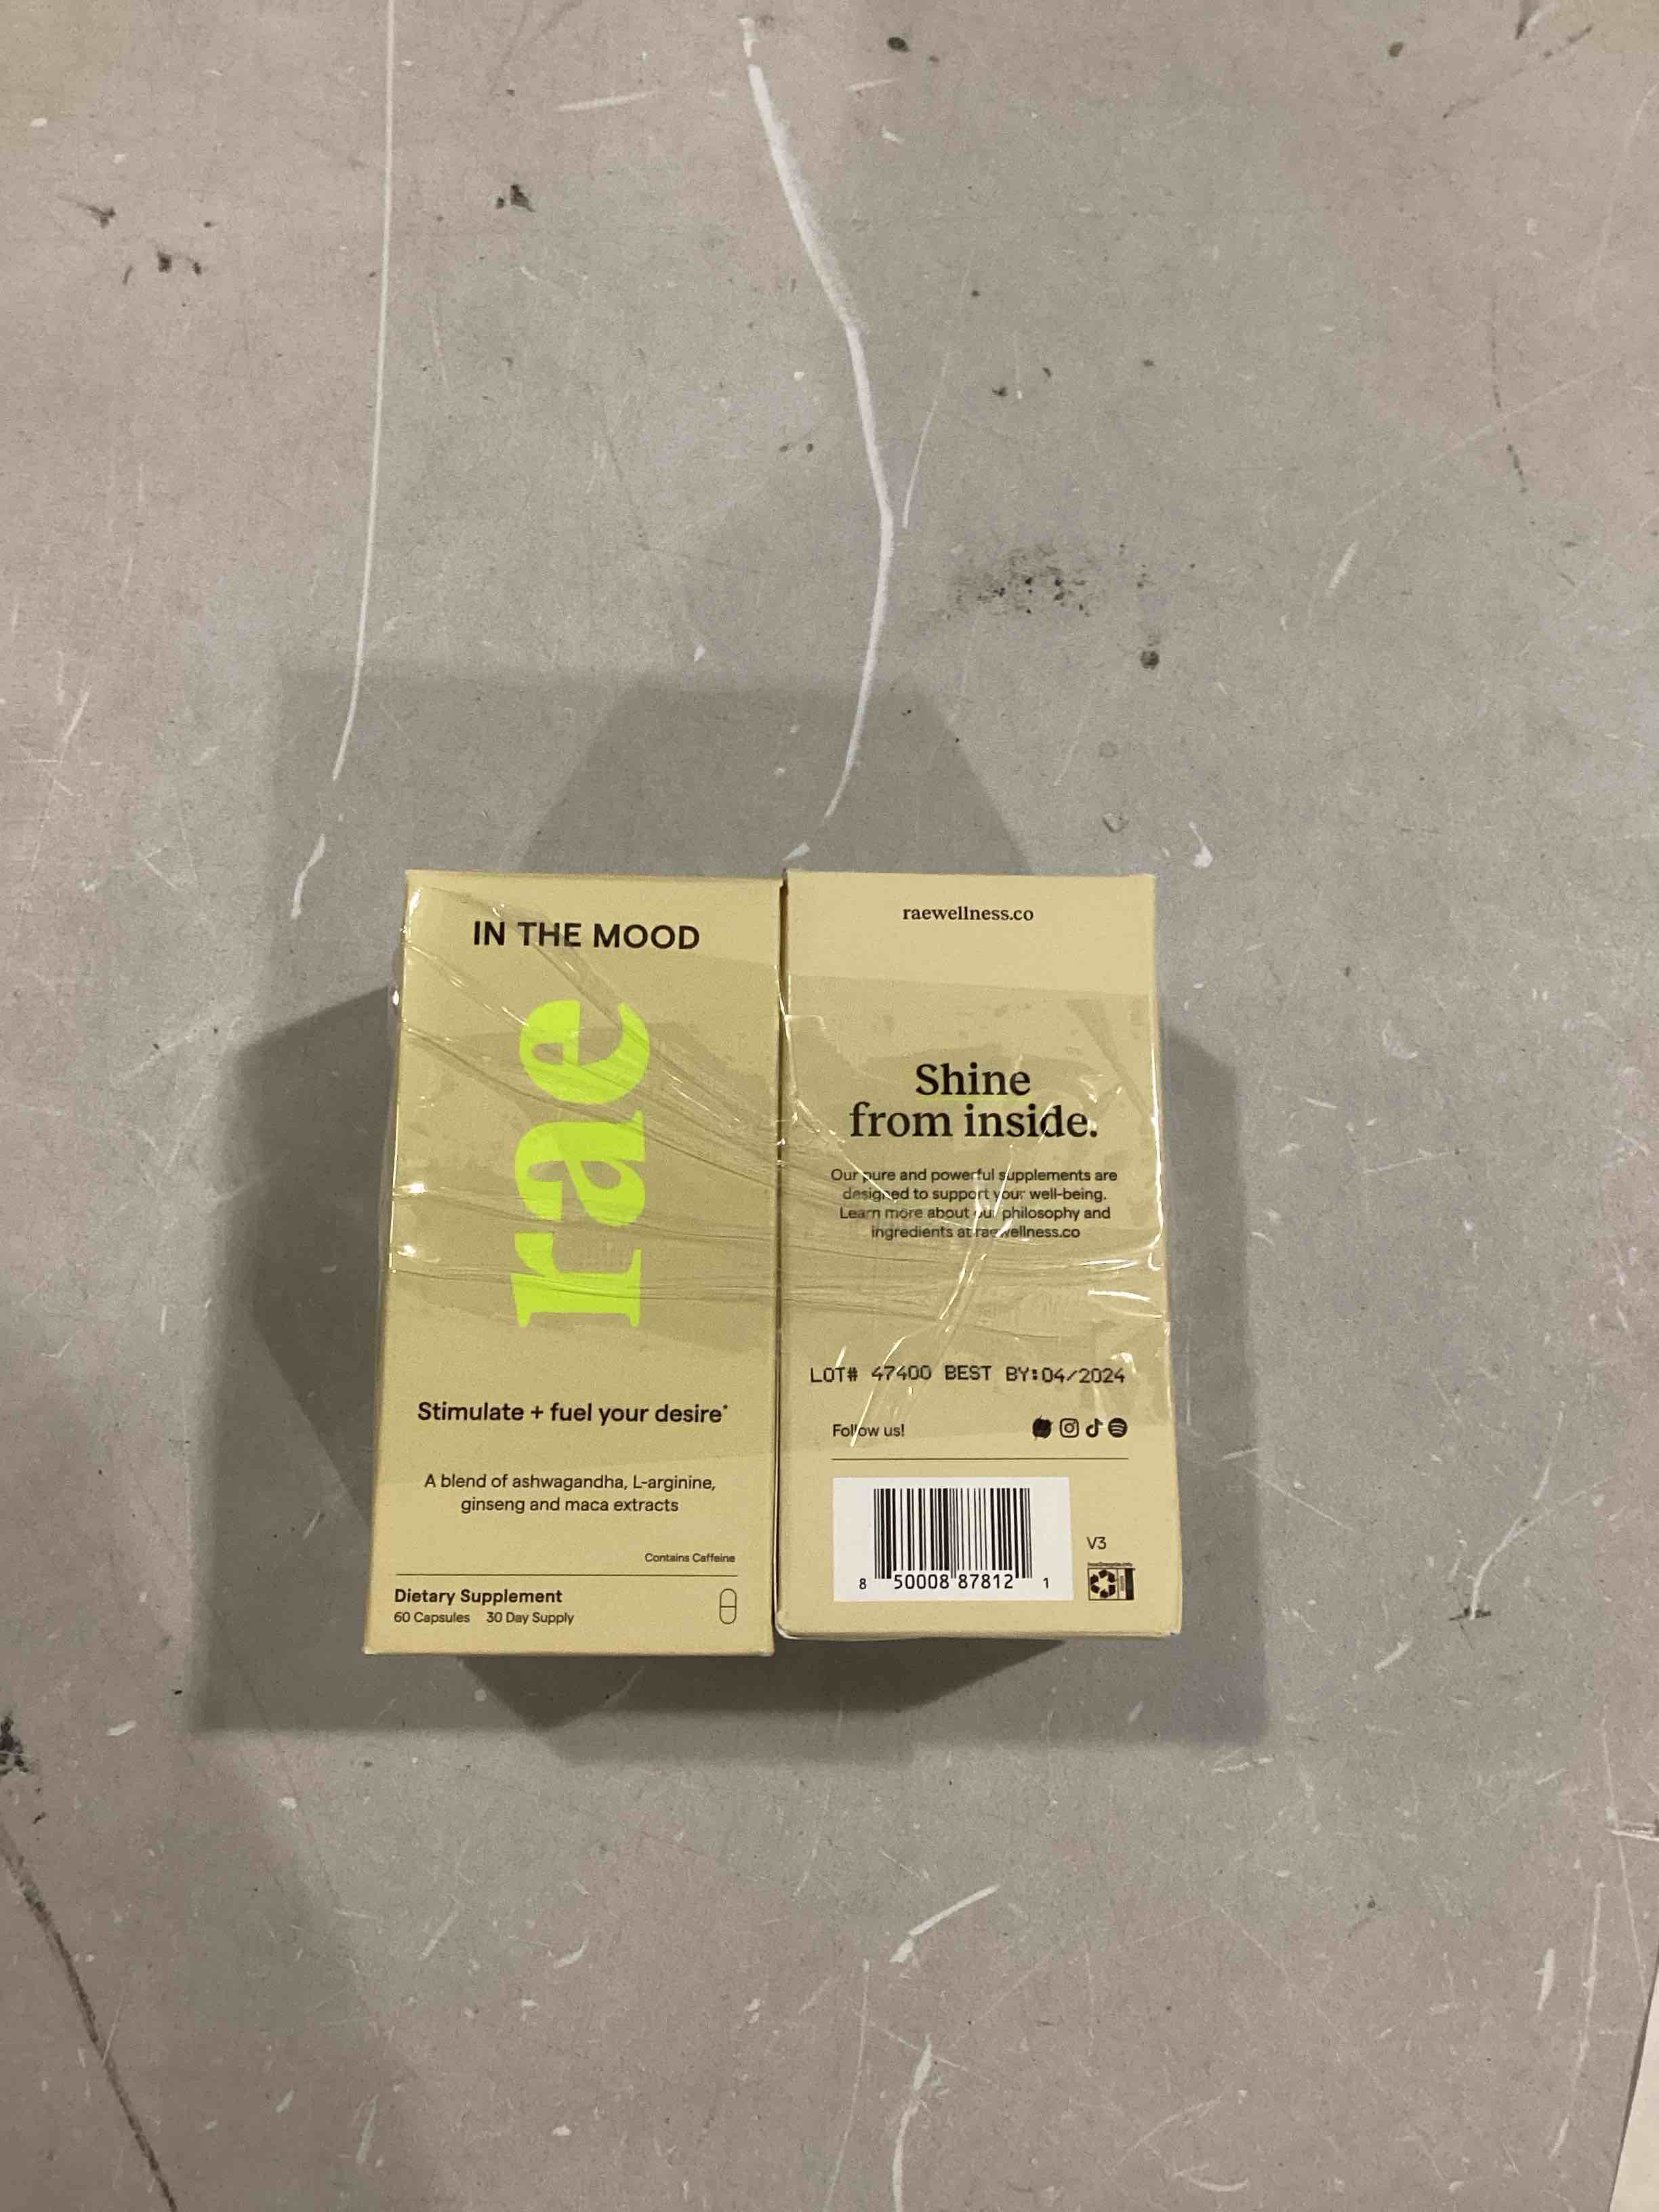 IN THE MOOD
rae
Stimulate + fuel your desire*
A blend of ashwagandha, L-arginine,
ginseng and maca extracts
Contains Caffeine
Dietary Supplement
60 Capsules 30 Day Supply
raewellness.co
Shine
from inside.
Our pure and powerful supplements are
designed to support your well-being.
Learn more about our philosophy and
ingredients at raewellness.co
LOT# 47400 BEST BY:04/2024
Follow us!
V3
8 50008 87812 1